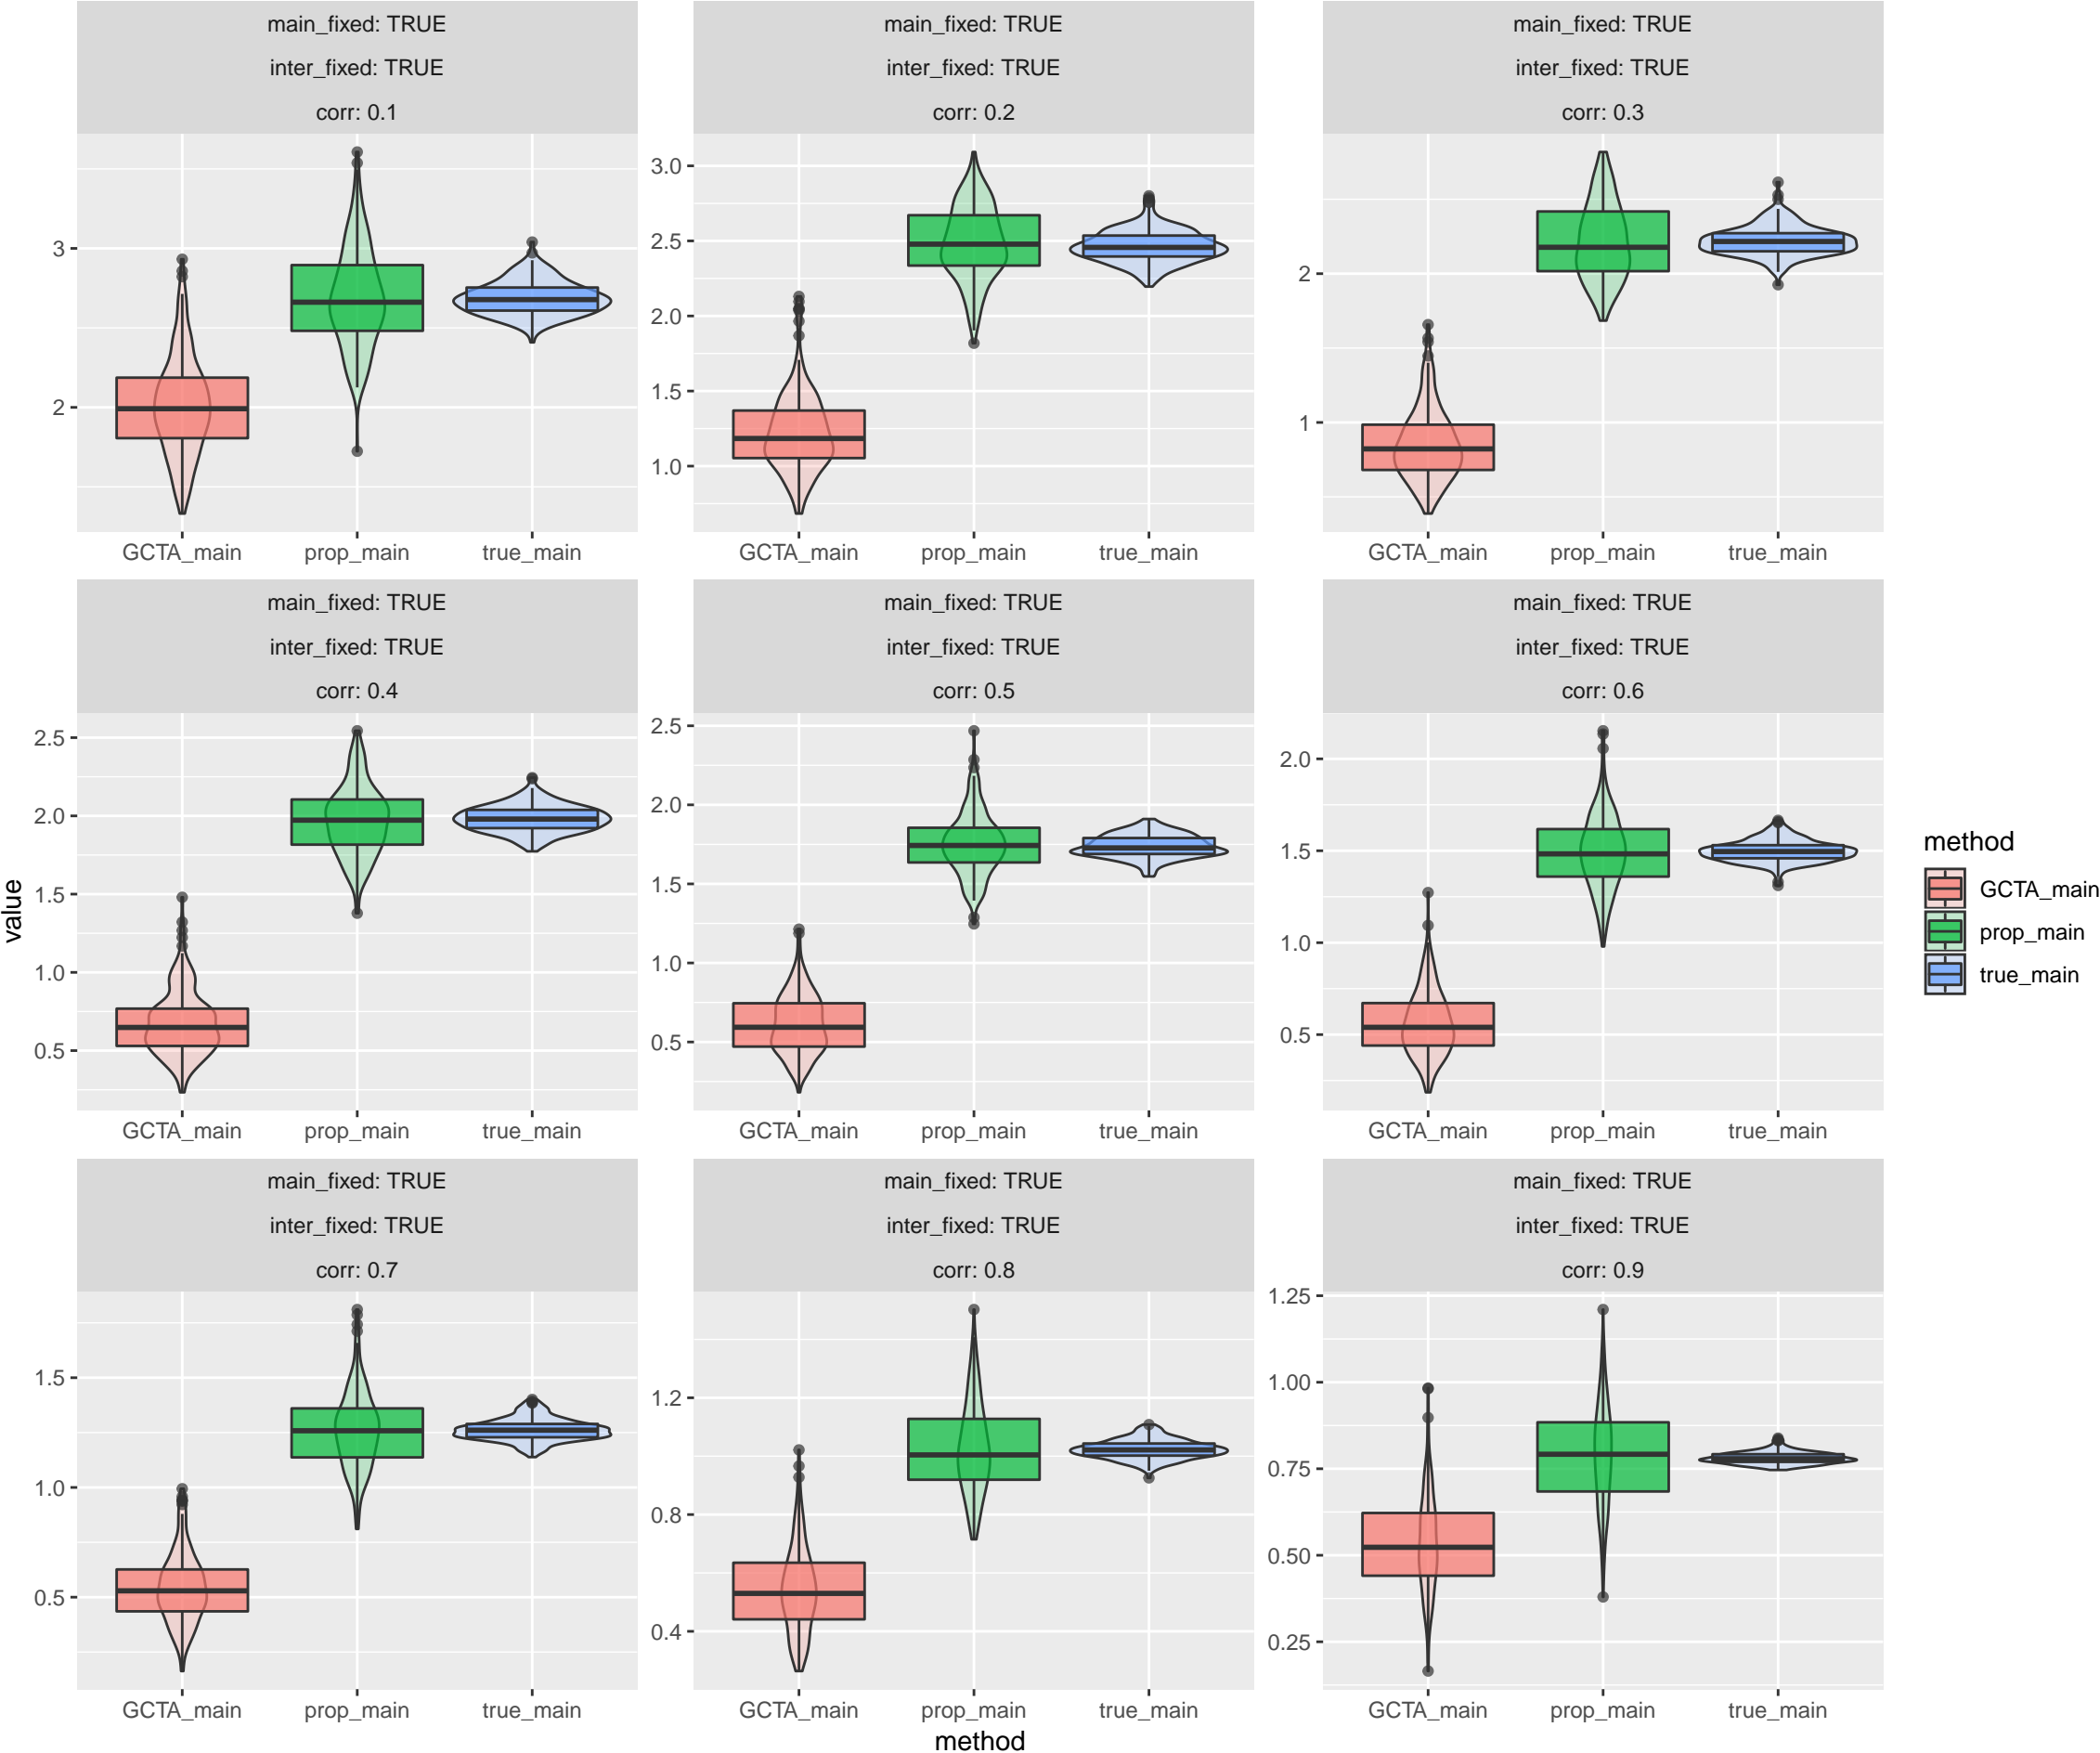 main_fixed: TRUE
inter_fixed: TRUE
corr: 0.1
3
2
GCTA_main prop_main true_main
main_fixed: TRUE
inter_fixed: TRUE
corr: 0.2
3.0
2.5
2.0
1.5
1.0
GCTA_main prop_main true_main
main_fixed: TRUE
inter_fixed: TRUE
corr: 0.3
2
1
GCTA_main prop_main true_main
value
main_fixed: TRUE
inter_fixed: TRUE
corr: 0.4
2.5
2.0
1.5
1.0
0.5
GCTA_main prop_main true_main
main_fixed: TRUE
inter_fixed: TRUE
corr: 0.5
2.5
2.0
1.5
1.0
0.5
GCTA_main prop_main true_main
main_fixed: TRUE
inter_fixed: TRUE
corr: 0.6
2.0
1.5
1.0
0.5
GCTA_main prop_main true_main
main_fixed: TRUE
inter_fixed: TRUE
corr: 0.7
1.5
1.0
0.5
GCTA_main prop_main true_main
main_fixed: TRUE
inter_fixed: TRUE
corr: 0.8
1.2
0.8
0.4
GCTA_main prop_main true_main
main_fixed: TRUE
inter_fixed: TRUE
corr: 0.9
1.25
1.00
0.75
0.50
0.25
GCTA_main prop_main true_main
method
method
GCTA_main
prop_main
true_main